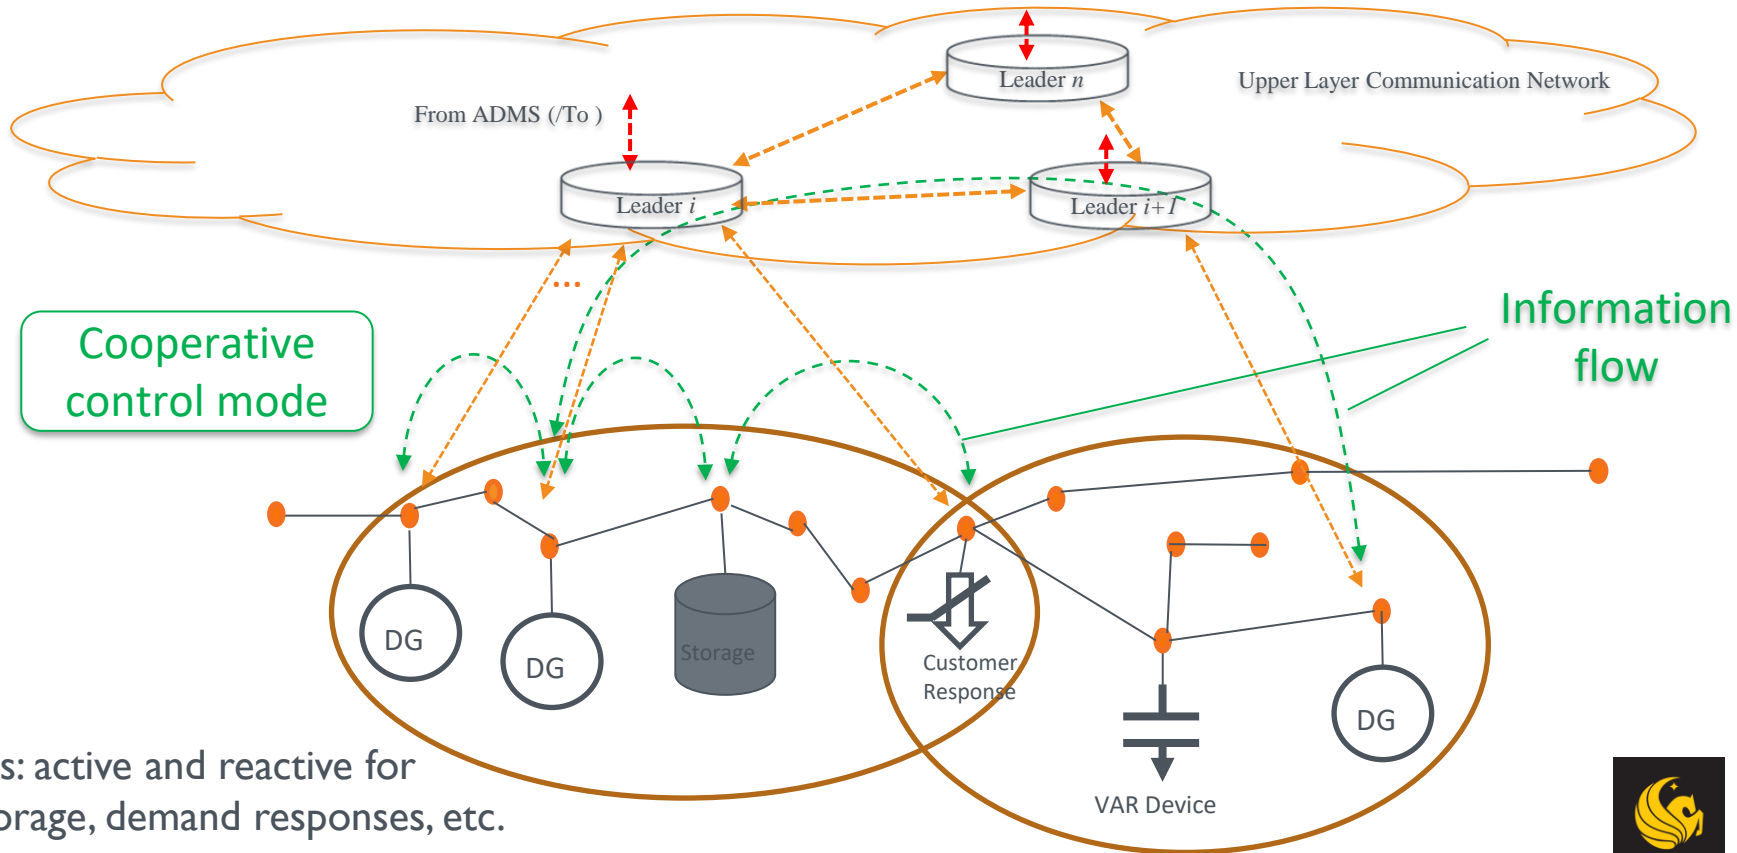 Leader n
Upper Layer Communication Network
From ADMS (/To )
Leader i
Leader i+1
...
Cooperative
control mode
Information
flow
DG
DG
Storage
Customer
Response
DG
VAR Device
s: active and reactive for
orage, demand responses, etc.